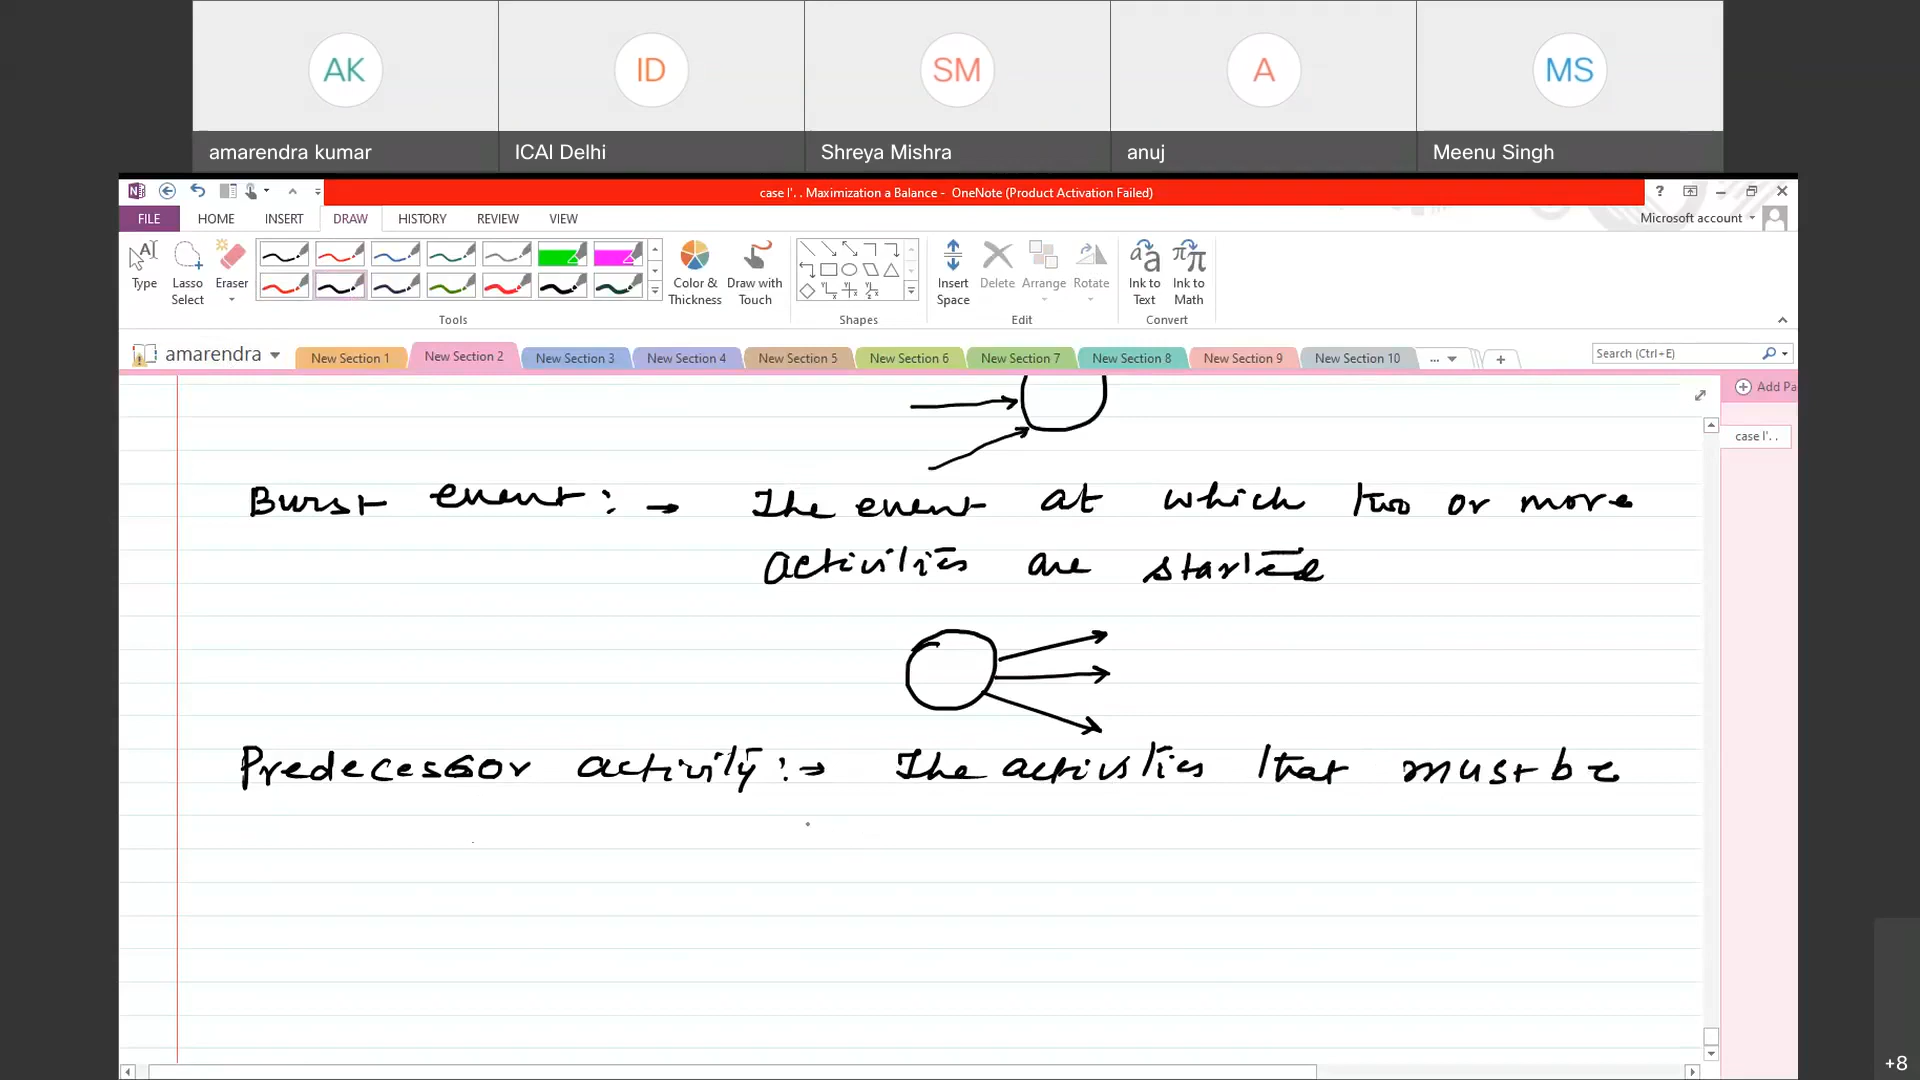 AK ID SM A MS
amarendra kumar ICAI Delhi Shreya Mishra anuj Meenu Singh
case I'. . Maximization a Balance - OneNote (Product Activation Failed)
?
FILE HOME INSERT DRAW HISTORY REVIEW VIEW
Microsoft account
Type Lasso Select Eraser
Color & Thickness Draw with Touch
Insert Space Delete Arrange Rotate
Ink to Text Ink to Math
Tools Shapes Edit Convert
amarendra New Section 1 New Section 2 New Section 3 New Section 4 New Section 5 New Section 6 New Section 7 New Section 8 New Section 9 New Section 10 ...
Search (Ctrl+E)
Add Pa
case I'. .
Burst event : → The event at which two or more
activities are started
Predecessor activity :→ The activities that must be
+8